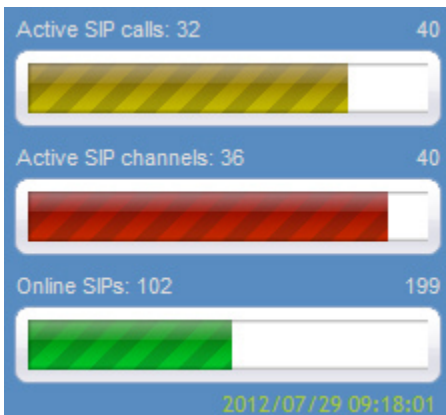 Active SIP calls: 32 40
Active SIP channels: 36 40
Online SIPs: 102 199
2012/07/29 09:18:01